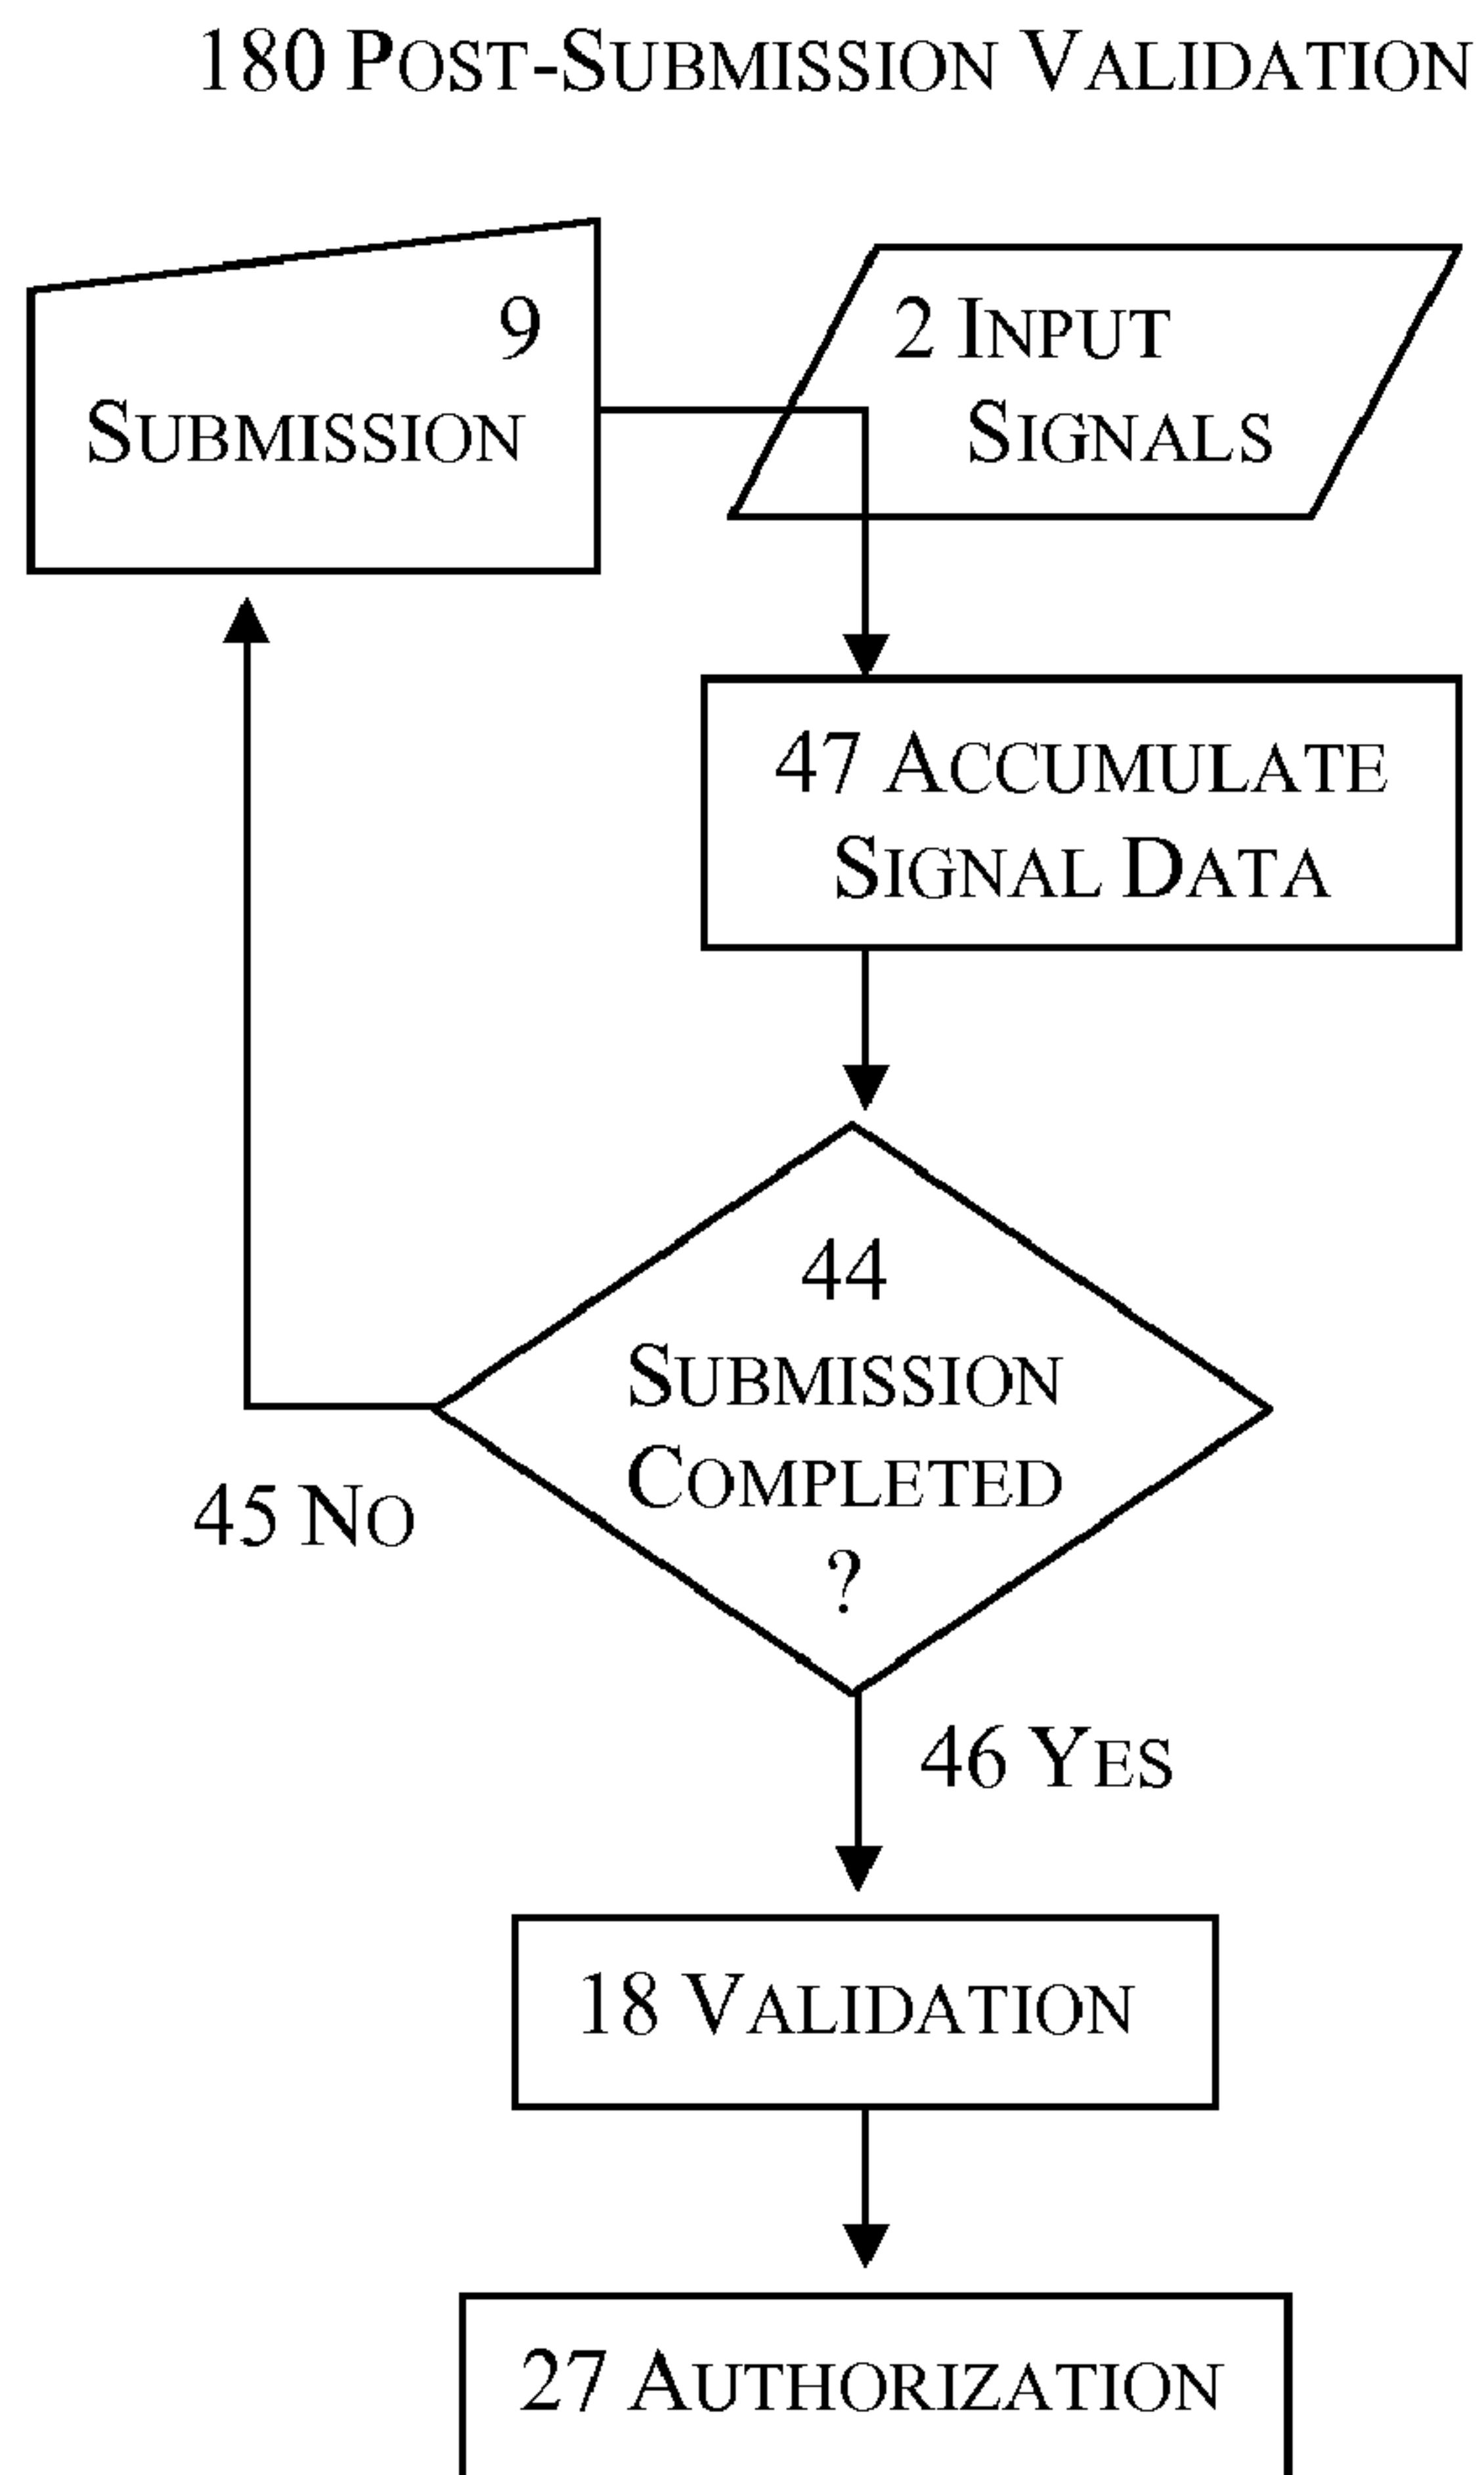 180 POST-SUBMISSION VALIDATION
9
SUBMISSION
2 INPUT
SIGNALS
47 ACCUMULATE
SIGNAL DATA
44
SUBMISSION
COMPLETED
?
45 NO
46 YES
18 VALIDATION
27 AUTHORIZATION